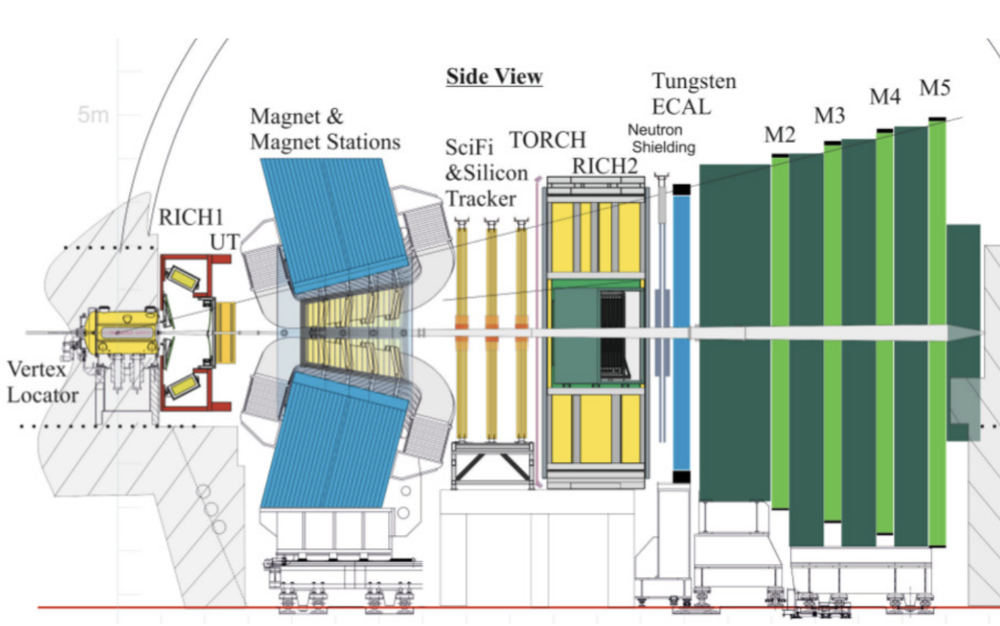 Side View
5m
Magnet &
Magnet Stations
SciFi
&Silicon
Tracker
TORCH
RICH2
Tungsten
ECAL
Neutron
Shielding
M2
M3
M4
M5
RICH1
UT
Vertex
Locator